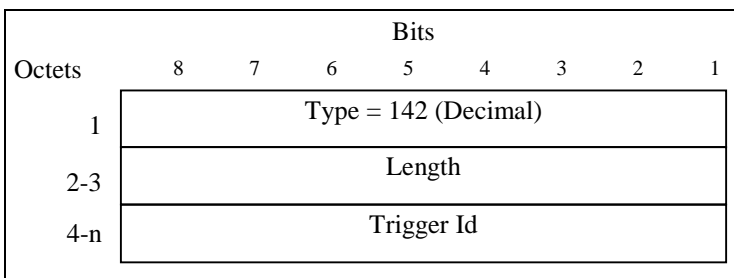 Bits
Octets 8 7 6 5 4 3 2 1
1 Type = 142 (Decimal)
2-3 Length
4-n Trigger Id